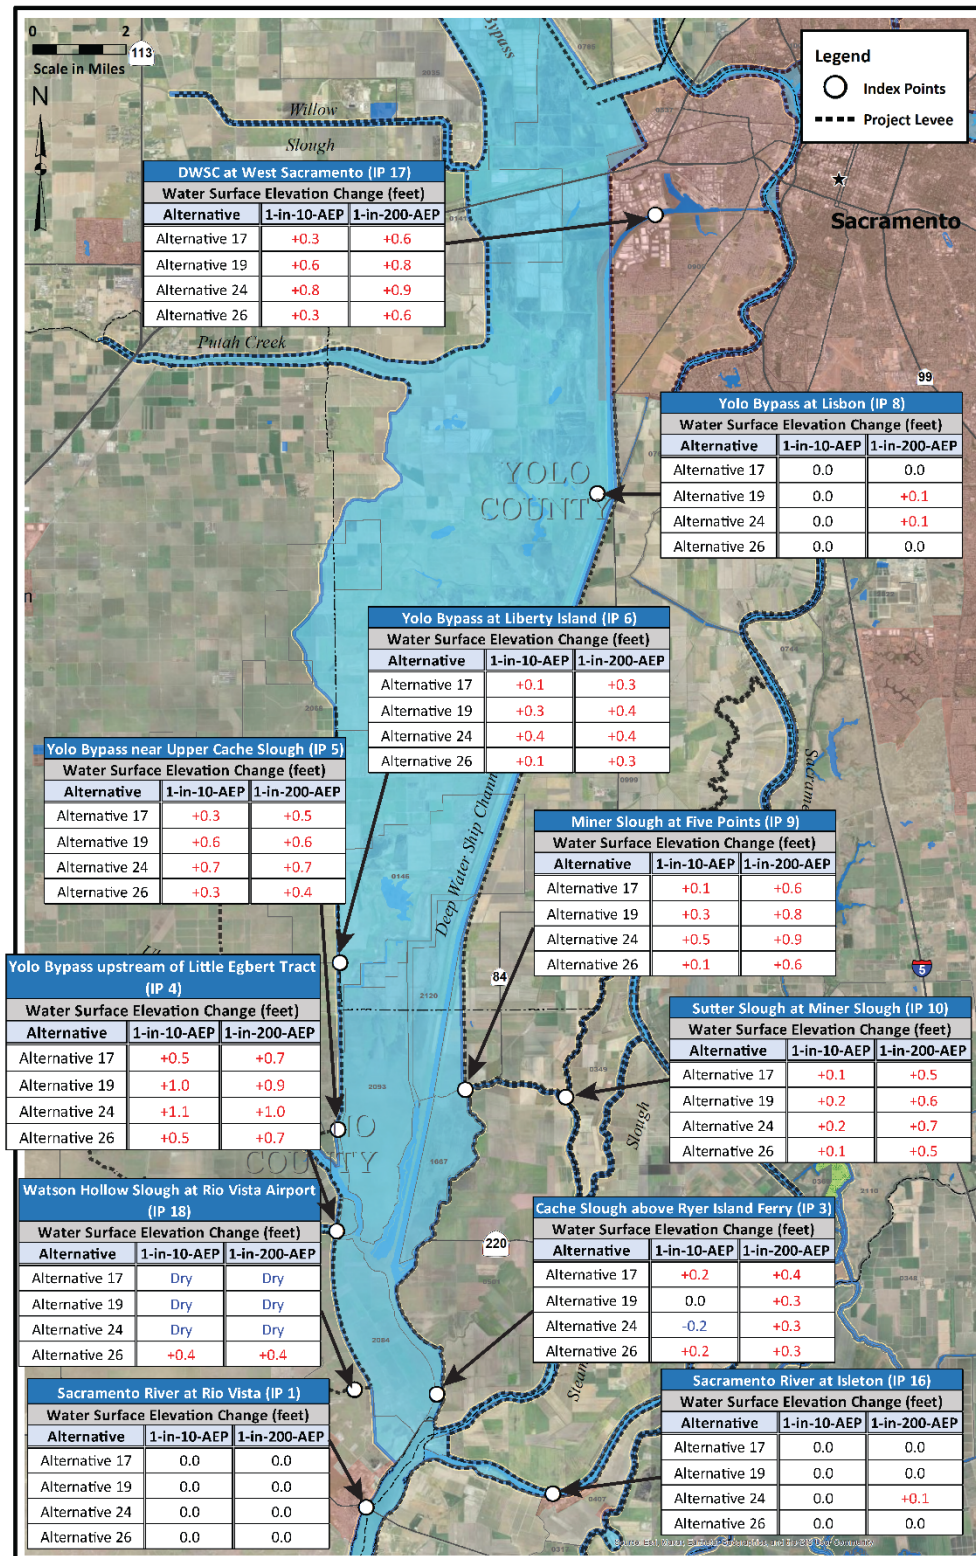 0 2
Scale in Miles
113
N
Bypass
Legend
Index Points
Project Levee
Willow
Slough
Sacramento
DWSC at West Sacramento (IP 17)
Water Surface Elevation Change (feet)
Alternative 1-in-10-AEP 1-in-200-AEP
Alternative 17 +0.3 +0.6
Alternative 19 +0.6 +0.8
Alternative 24 +0.8 +0.9
Alternative 26 +0.3 +0.6
Putah Creek
99
Yolo Bypass at Lisbon (IP 8)
Water Surface Elevation Change (feet)
Alternative 1-in-10-AEP 1-in-200-AEP
Alternative 17 0.0 0.0
Alternative 19 0.0 +0.1
Alternative 24 0.0 +0.1
Alternative 26 0.0 0.0
YOLO
COUNTY
Yolo Bypass at Liberty Island (IP 6)
Water Surface Elevation Change (feet)
Alternative 1-in-10-AEP 1-in-200-AEP
Alternative 17 +0.1 +0.3
Alternative 19 +0.3 +0.4
Alternative 24 +0.4 +0.4
Alternative 26 +0.1 +0.3
Yolo Bypass near Upper Cache Slough (IP 5)
Water Surface Elevation Change (feet)
Alternative 1-in-10-AEP 1-in-200-AEP
Alternative 17 +0.3 +0.5
Alternative 19 +0.6 +0.6
Alternative 24 +0.7 +0.7
Alternative 26 +0.3 +0.4
Deep Water Ship Chann
Sacrame
Miner Slough at Five Points (IP 9)
Water Surface Elevation Change (feet)
Alternative 1-in-10-AEP 1-in-200-AEP
Alternative 17 +0.1 +0.6
Alternative 19 +0.3 +0.8
Alternative 24 +0.5 +0.9
Alternative 26 +0.1 +0.6
84
5
Yolo Bypass upstream of Little Egbert Tract
(IP 4)
Water Surface Elevation Change (feet)
Alternative 1-in-10-AEP 1-in-200-AEP
Alternative 17 +0.5 +0.7
Alternative 19 +1.0 +0.9
Alternative 24 +1.1 +1.0
Alternative 26 +0.5 +0.7
Sutter Slough at Miner Slough (IP 10)
Water Surface Elevation Change (feet)
Alternative 1-in-10-AEP 1-in-200-AEP
Alternative 17 +0.1 +0.5
Alternative 19 +0.2 +0.6
Alternative 24 +0.2 +0.7
Alternative 26 +0.1 +0.5
Slough
NO
COUNTY
Watson Hollow Slough at Rio Vista Airport
(IP 18)
Water Surface Elevation Change (feet)
Alternative 1-in-10-AEP 1-in-200-AEP
Alternative 17 Dry Dry
Alternative 19 Dry Dry
Alternative 24 Dry Dry
Alternative 26 +0.4 +0.4
220
Cache Slough above Ryer Island Ferry (IP 3)
Water Surface Elevation Change (feet)
Alternative 1-in-10-AEP 1-in-200-AEP
Alternative 17 +0.2 +0.4
Alternative 19 0.0 +0.3
Alternative 24 -0.2 +0.3
Alternative 26 +0.2 +0.3
Steam
Sacramento River at Rio Vista (IP 1)
Water Surface Elevation Change (feet)
Alternative 1-in-10-AEP 1-in-200-AEP
Alternative 17 0.0 0.0
Alternative 19 0.0 0.0
Alternative 24 0.0 0.0
Alternative 26 0.0 0.0
Sacramento River at Isleton (IP 16)
Water Surface Elevation Change (feet)
Alternative 1-in-10-AEP 1-in-200-AEP
Alternative 17 0.0 0.0
Alternative 19 0.0 0.0
Alternative 24 0.0 +0.1
Alternative 26 0.0 0.0